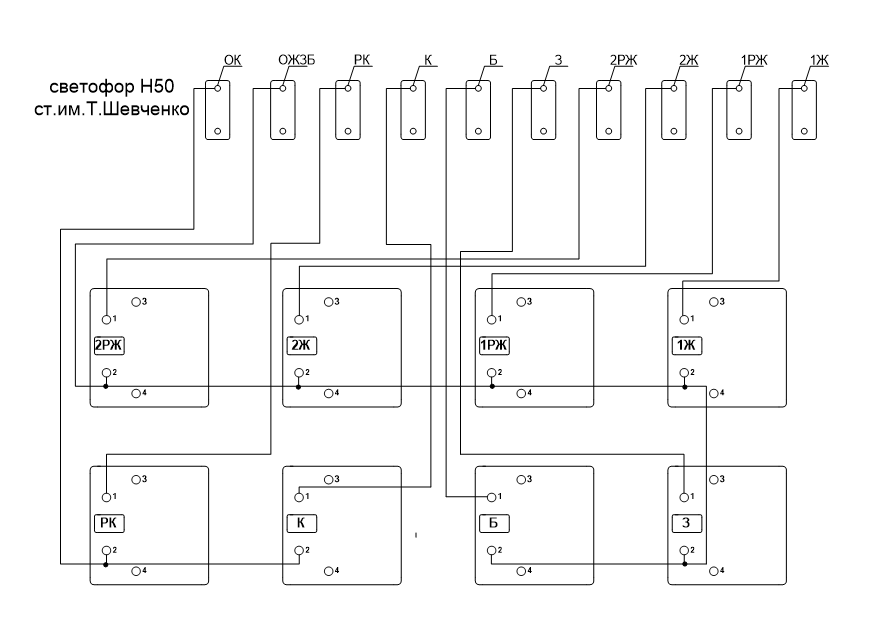 ОК ОЖЗБ РК К Б З 2РЖ 2Ж 1РЖ 1Ж
светофор Н50
ст.им.Т.Шевченко
3 3 3 3
1 1 1 1
2РЖ 2Ж 1РЖ 1Ж
2 2 2 2
4 4 4 4
3 3 3 3
1 1 1 1
РК К Б З
2 2 2 2
4 4 4 4